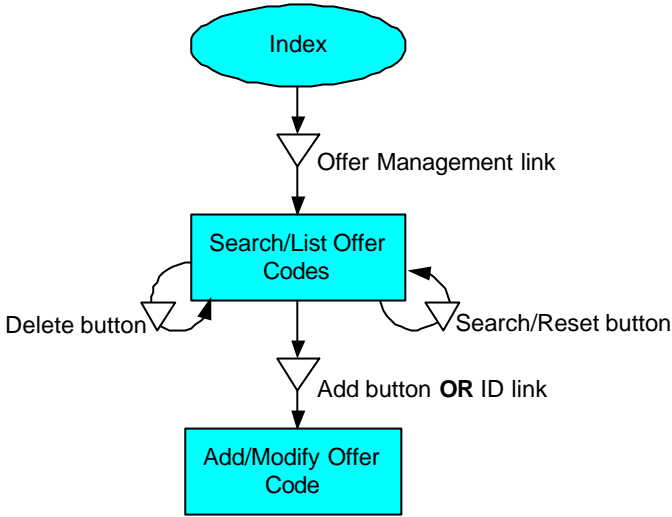 Index
Offer Management link
Search/List Offer
Codes
Delete button
Search/Reset button
Add button OR ID link
Add/Modify Offer
Code